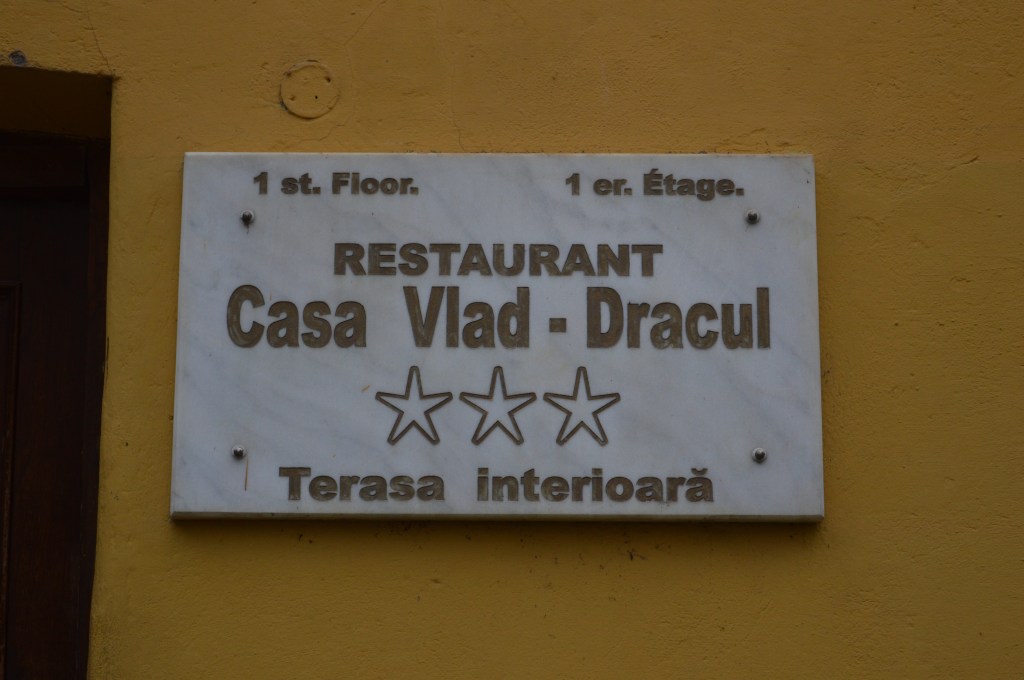 1 st. Floor. 1 er. Étage.
RESTAURANT
Casa Vlad - Dracul
Terasa interioară